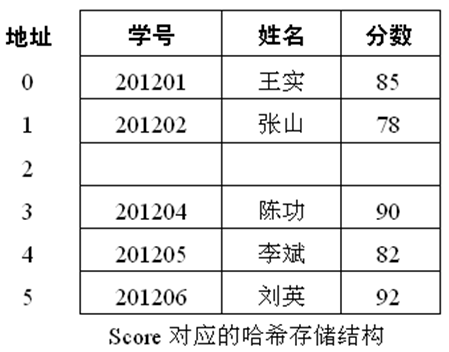 地址 学号 姓名 分数
0 201201 王实 85
1 201202 张山 78
2
3 201204 陈功 90
4 201205 李斌 82
5 201206 刘英 92
Score 对应的哈希存储结构